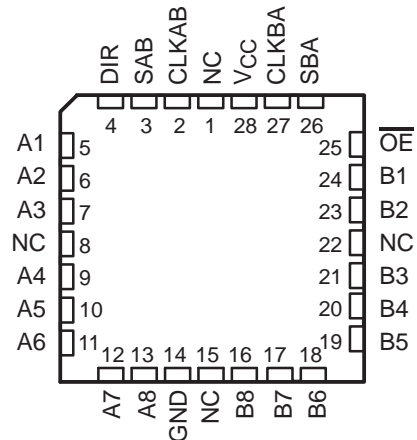 DIR SAB CLKAB NC VCC CLKBA SBA
4 3 2 1 28 27 26
A1 5 25 OE
A2 6 24 B1
A3 7 23 B2
NC 8 22 NC
A4 9 21 B3
A5 10 20 B4
A6 11 19 B5
12 13 14 15 16 17 18
A7 A8 GND NC B8 B7 B6